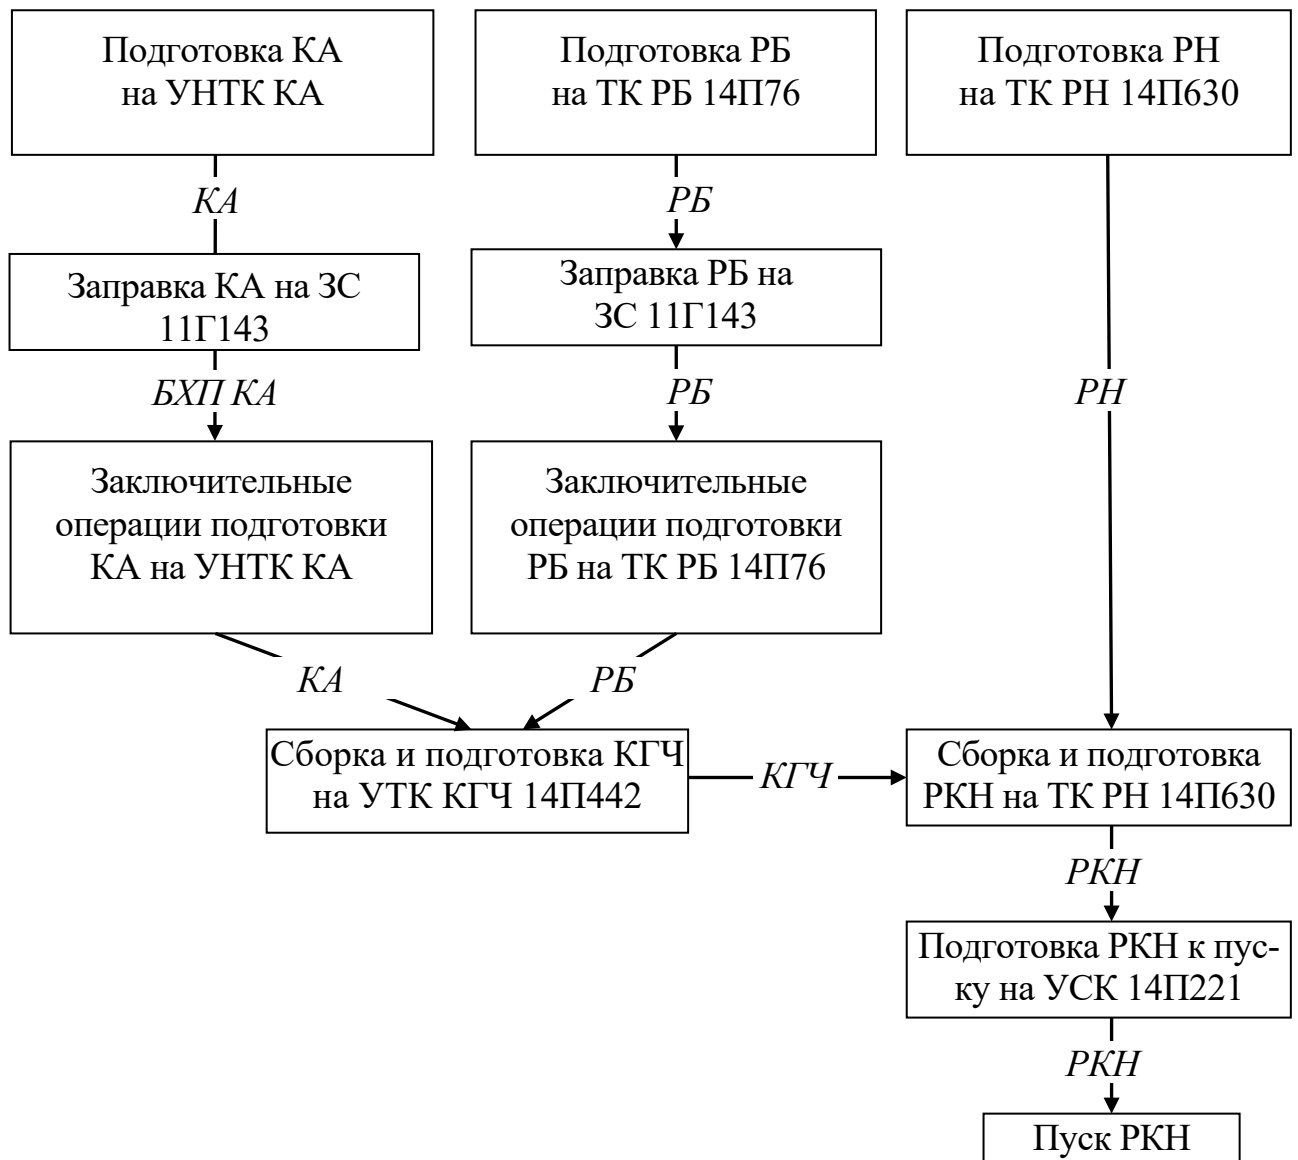 Подготовка КА
на УНТК КА
Подготовка РБ
на ТК РБ 14П76
Подготовка РН
на ТК РН 14П630
КА
РБ
Заправка КА на ЗС
11Г143
Заправка РБ на
ЗС 11Г143
БХП КА
РБ
РН
Заключительные
операции подготовки
КА на УНТК КА
Заключительные
операции подготовки
РБ на ТК РБ 14П76
КА
РБ
Сборка и подготовка КГЧ
на УТК КГЧ 14П442
КГЧ
Сборка и подготовка
РКН на ТК РН 14П630
РКН
Подготовка РКН к пус-
ку на УСК 14П221
РКН
Пуск РКН